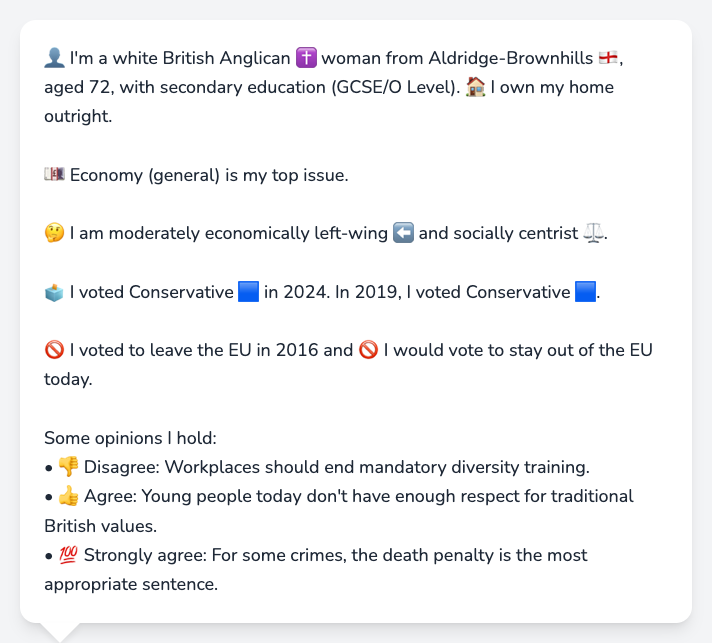 👤 I'm a white British Anglican ✝️ woman from Aldridge-Brownhills 🏴󠁧󠁢󠁥󠁮󠁧󠁿,
aged 72, with secondary education (GCSE/O Level). 🏠 I own my home
outright.
💷 Economy (general) is my top issue.
🤔 I am moderately economically left-wing ⬅️ and socially centrist ⚖️.
🗳️ I voted Conservative 🟦 in 2024. In 2019, I voted Conservative 🟦.
🚫 I voted to leave the EU in 2016 and 🚫 I would vote to stay out of the EU
today.
Some opinions I hold:
• 👎 Disagree: Workplaces should end mandatory diversity training.
• 👍 Agree: Young people today don't have enough respect for traditional
British values.
• 💯 Strongly agree: For some crimes, the death penalty is the most
appropriate sentence.